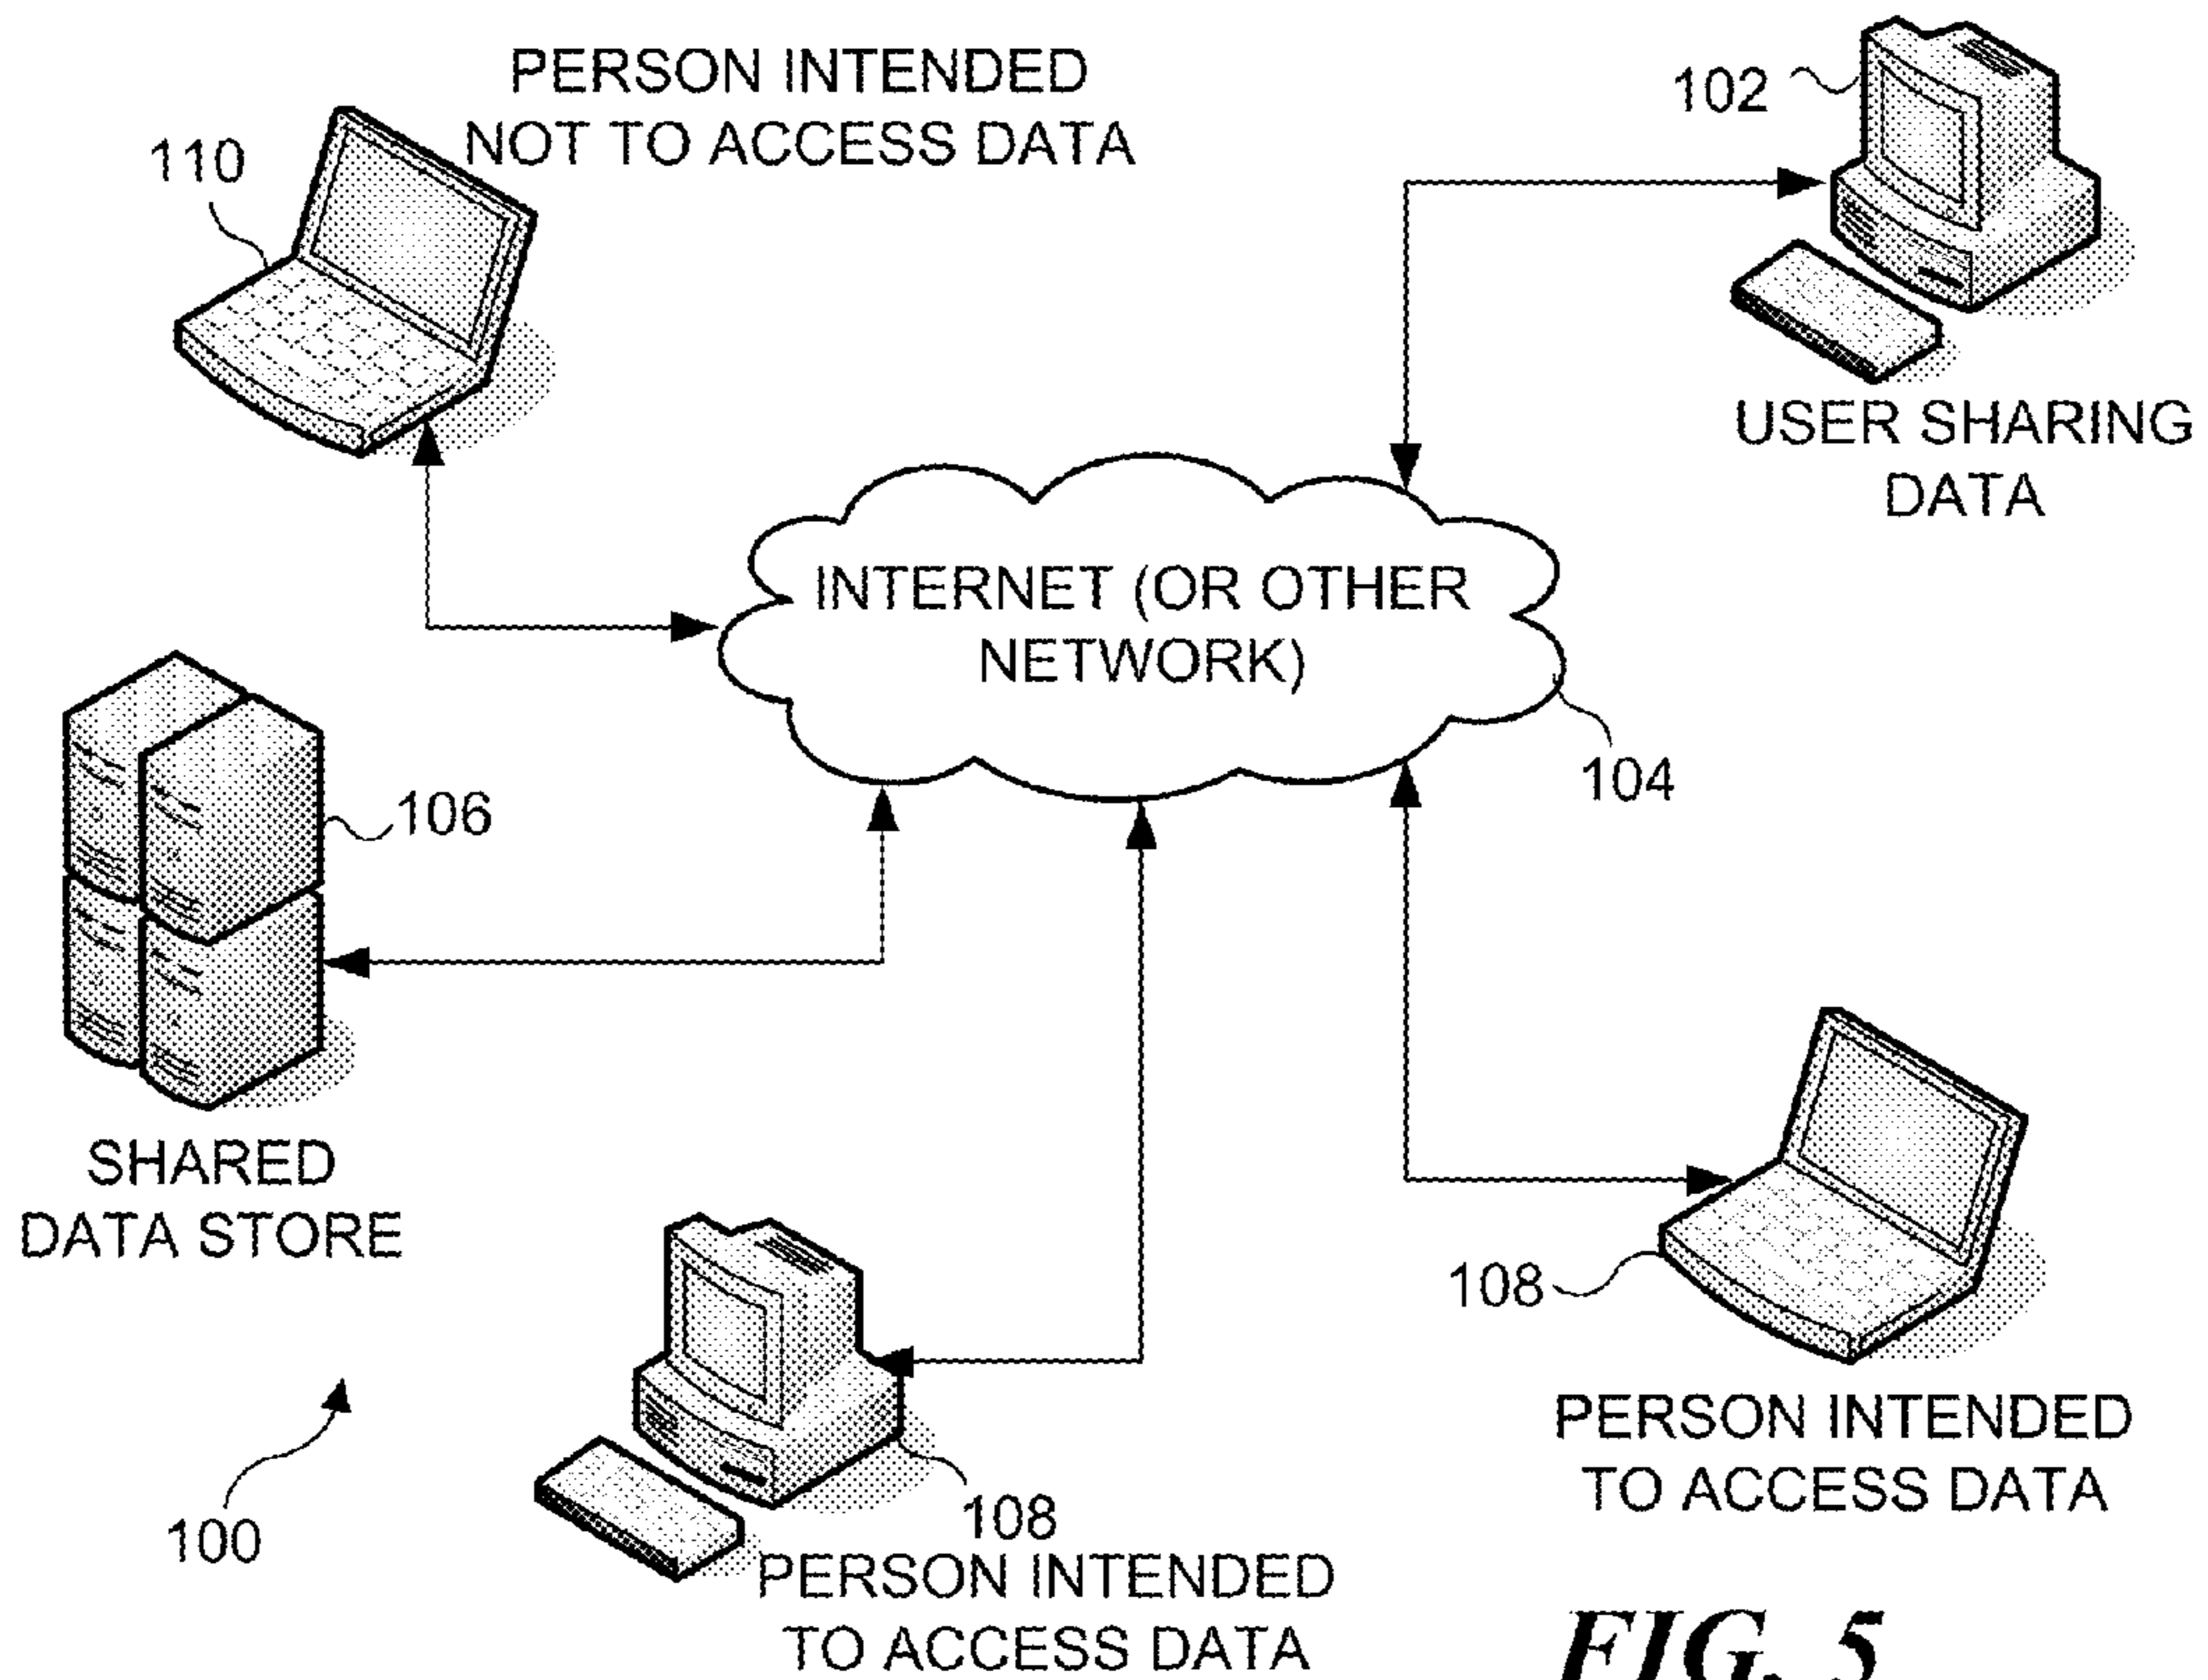 PERSON INTENDED
NOT TO ACCESS DATA
110
102
USER SHARING
DATA
INTERNET (OR OTHER
NETWORK)
104
106
SHARED
DATA STORE
108
PERSON INTENDED
TO ACCESS DATA
100
108
PERSON INTENDED
TO ACCESS DATA
FIG. 5